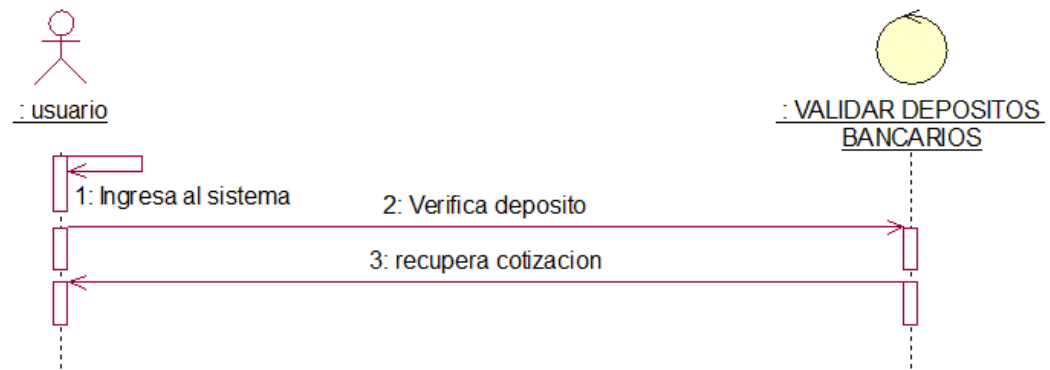 : usuario
: VALIDAR DEPOSITOS
BANCARIOS
1: Ingresa al sistema
2: Verifica deposito
3: recupera cotizacion